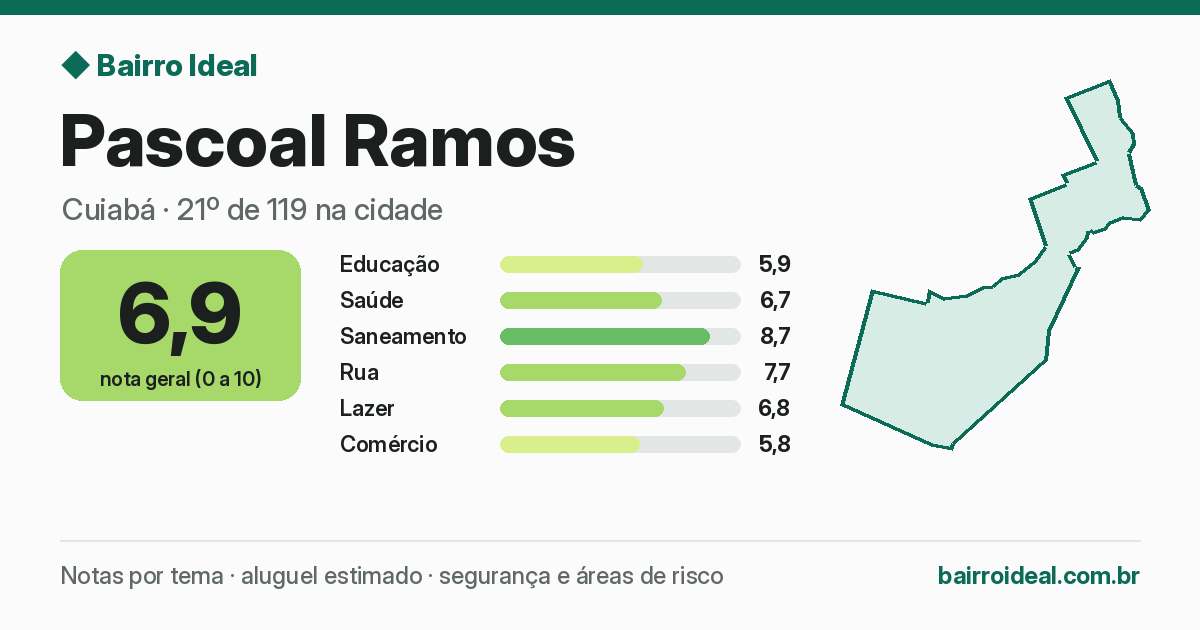 Bairro Ideal
Pascoal Ramos
Cuiabá · 21º de 119 na cidade
6,9
nota geral (0 a 10)
Educação 5,9
Saúde 6,7
Saneamento 8,7
Rua 7,7
Lazer 6,8
Comércio 5,8
Notas por tema · aluguel estimado · segurança e áreas de risco
bairroideal.com.br